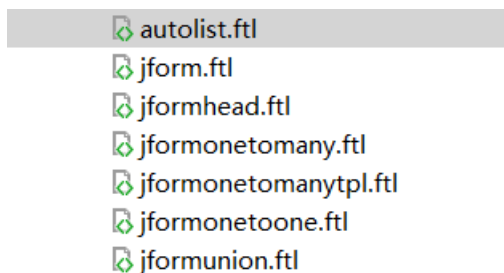 autolist.ftl
jform.ftl
jformhead.ftl
jformonetomany.ftl
jformonetomanytpl.ftl
jformonetoone.ftl
jformunion.ftl